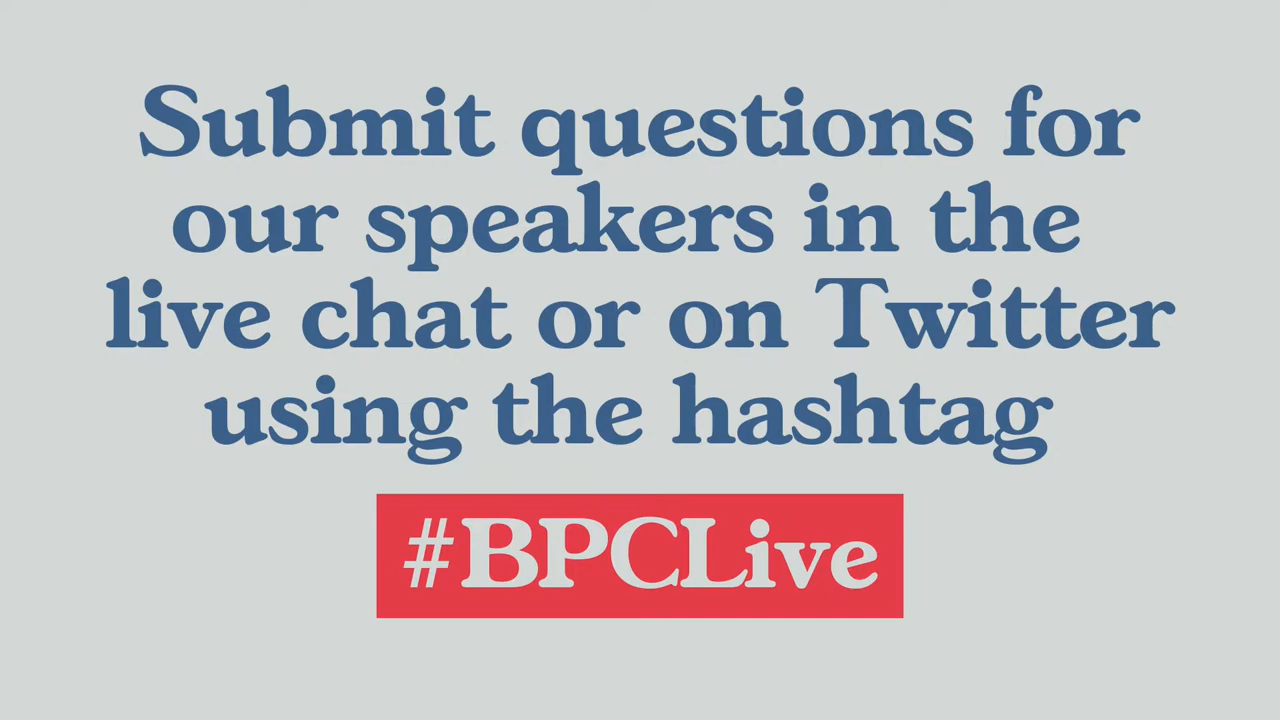 Submit questions for
our speakers in the
live chat or on Twitter
using the hashtag
#BPCLive